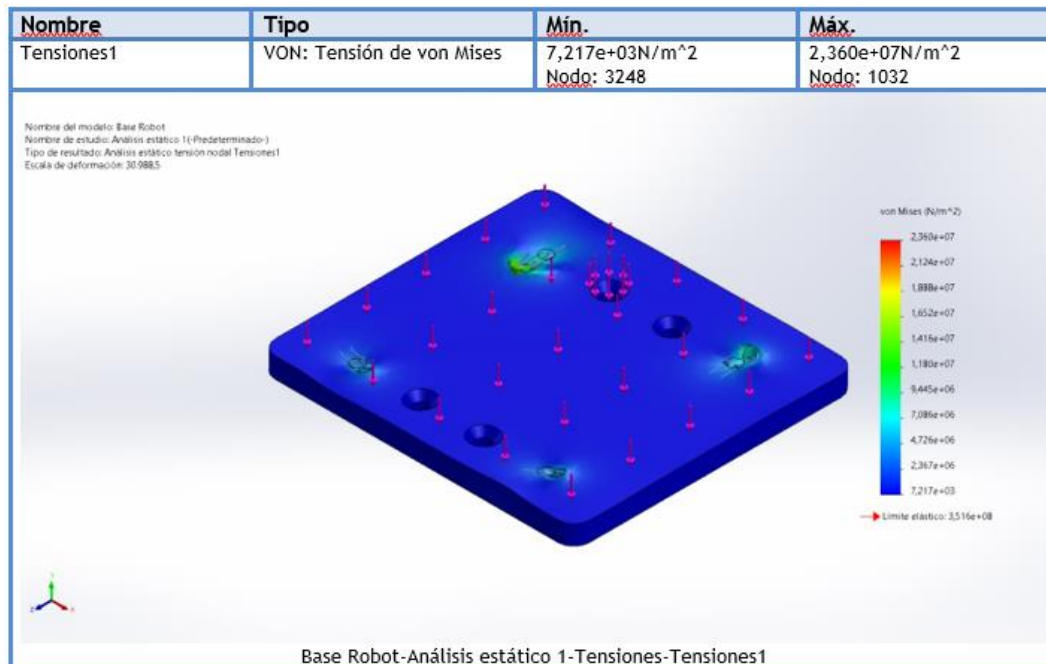 Nombre Tipo Mín. Máx.
Tensiones1 VON: Tensión de von Mises 7,217e+03N/m^2 2,360e+07N/m^2
Nodo: 3248 Nodo: 1032
Nombre del modelo: Base Robot
Nombre de estudio: Análisis estático 1(-Predeterminado-)
Tipo de resultado: Análisis estático tensión nodal Tensiones1
Escala de deformación: 30.988,5
von Mises (N/m^2)
2,360e+07
2,124e+07
1,888e+07
1,652e+07
1,416e+07
1,180e+07
9,445e+06
7,086e+06
4,726e+06
2,367e+06
7,217e+03
Límite elástico: 3,516e+08
Y
Z
X
Base Robot-Análisis estático 1-Tensiones-Tensiones1